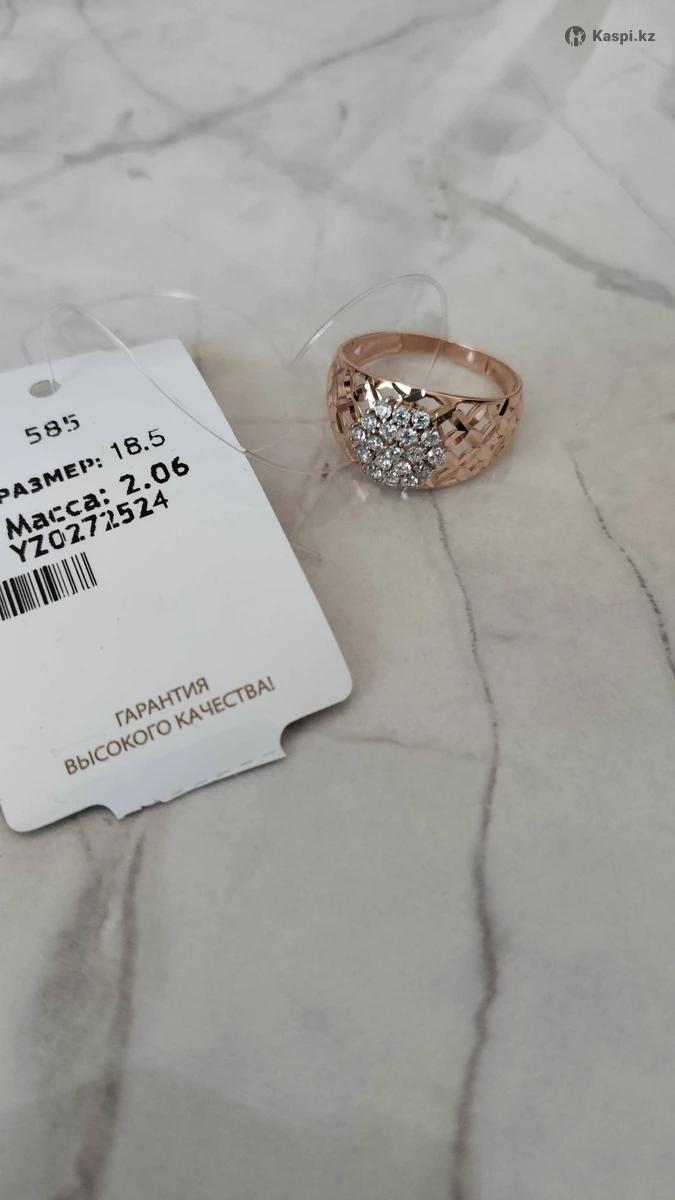 Kaspi.kz
585
РАЗМЕР: 18.5
Масса: 2.06
YZ0272524
ГАРАНТИЯ
ВЫСОКОГО КАЧЕСТВА!